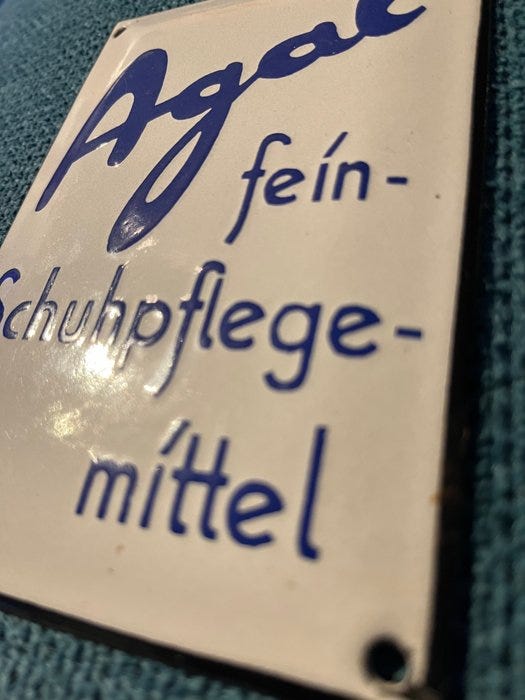 Agal
fein-
Schuhpflege-
mittel